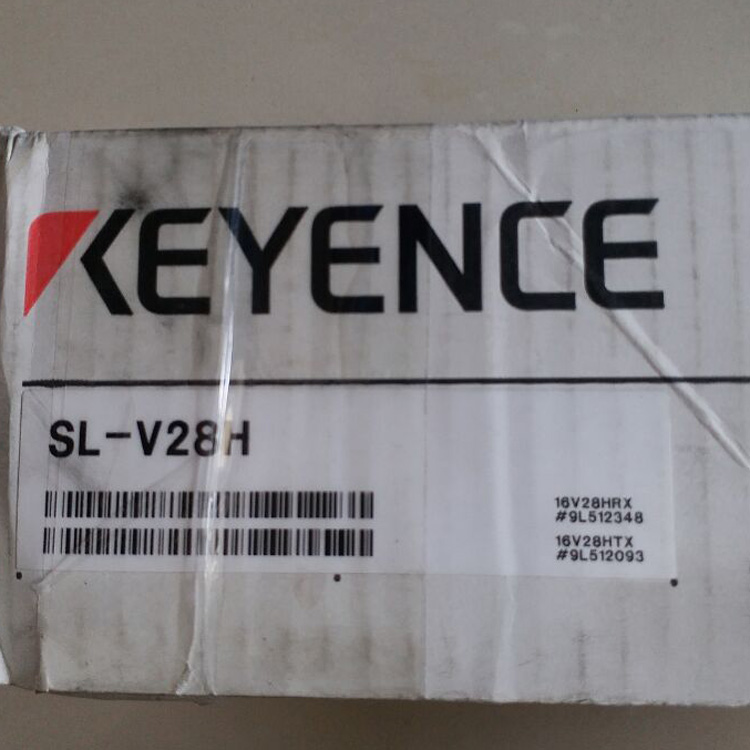 KEYENCE
SL-V28H
16V28HRX
#9L512348
16V28HTX
#9L512093